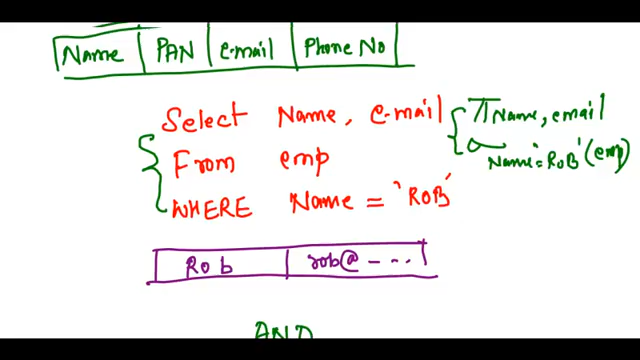 Name PAN e-mail Phone No
Select Name, e-mail
From emp
WHERE Name = 'ROB'
π Name, email
σ Name='ROB' (emp)
Rob rob@ - ...
AND